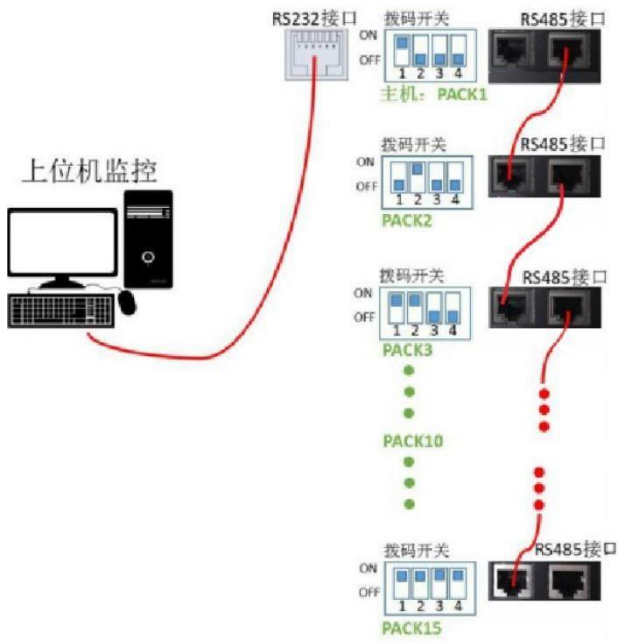 RS232接口
拨码开关
RS485接口
ON
OFF
1 2 3 4
主机：PACK1
上位机监控
拨码开关
RS485接口
ON
OFF
1 2 3 4
PACK2
拨码开关
RS485接口
ON
OFF
1 2 3 4
PACK3
PACK10
拨码开关
RS485接口
ON
OFF
1 2 3 4
PACK15